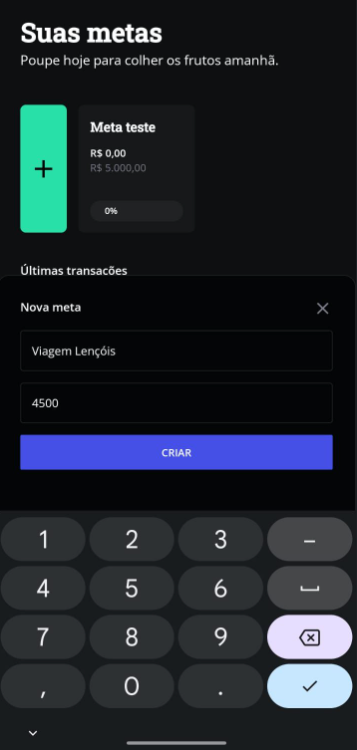 Suas metas
Poupe hoje para colher os frutos amanhã.
+
Meta teste
R$ 0,00
R$ 5.000,00
0%
Últimas transações
Nova meta
Viagem Lençóis
4500
CRIAR
1 2 3 –
4 5 6
7 8 9
, 0 .